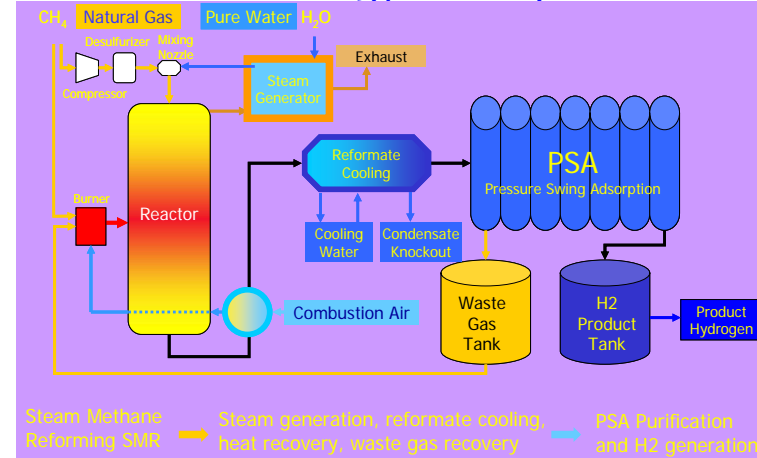 CH4 Natural Gas Pure Water H2O
Desulfurizer
Mixing
Nozzle
Compressor
Steam
Generator
Exhaust
Reformate
Cooling
PSA
Pressure Swing Adsorption
Burner
Reactor
Cooling
Water
Condensate
Knockout
Combustion Air
Waste
Gas
Tank
H2
Product
Tank
Product
Hydrogen
Steam Methane
Reforming SMR
Steam generation, reformate cooling,
heat recovery, waste gas recovery
PSA Purification
and H2 generation